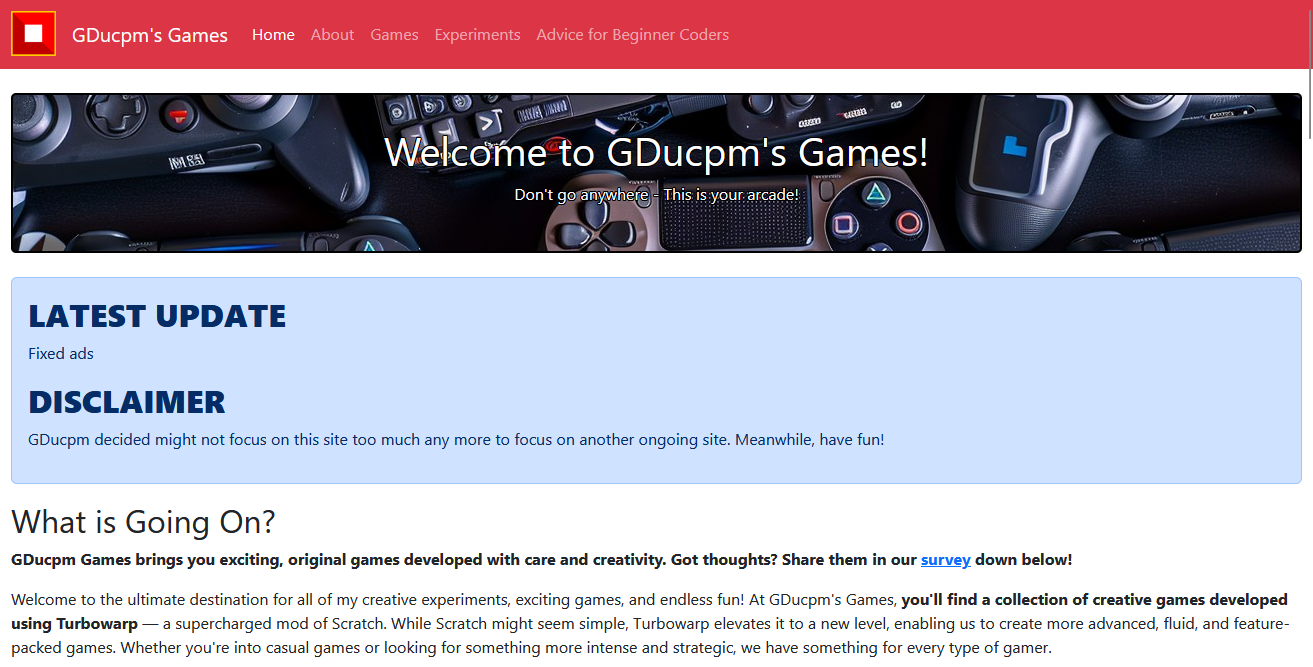 GDucpm's Games Home About Games Experiments Advice for Beginner Coders
Welcome to GDucpm's Games!
Don't go anywhere - This is your arcade!
LATEST UPDATE
Fixed ads
DISCLAIMER
GDucpm decided might not focus on this site too much any more to focus on another ongoing site. Meanwhile, have fun!
What is Going On?
GDucpm Games brings you exciting, original games developed with care and creativity. Got thoughts? Share them in our survey down below!
Welcome to the ultimate destination for all of my creative experiments, exciting games, and endless fun! At GDucpm's Games, you'll find a collection of creative games developed
using Turbowarp — a supercharged mod of Scratch. While Scratch might seem simple, Turbowarp elevates it to a new level, enabling us to create more advanced, fluid, and feature-
packed games. Whether you're into casual games or looking for something more intense and strategic, we have something for every type of gamer.